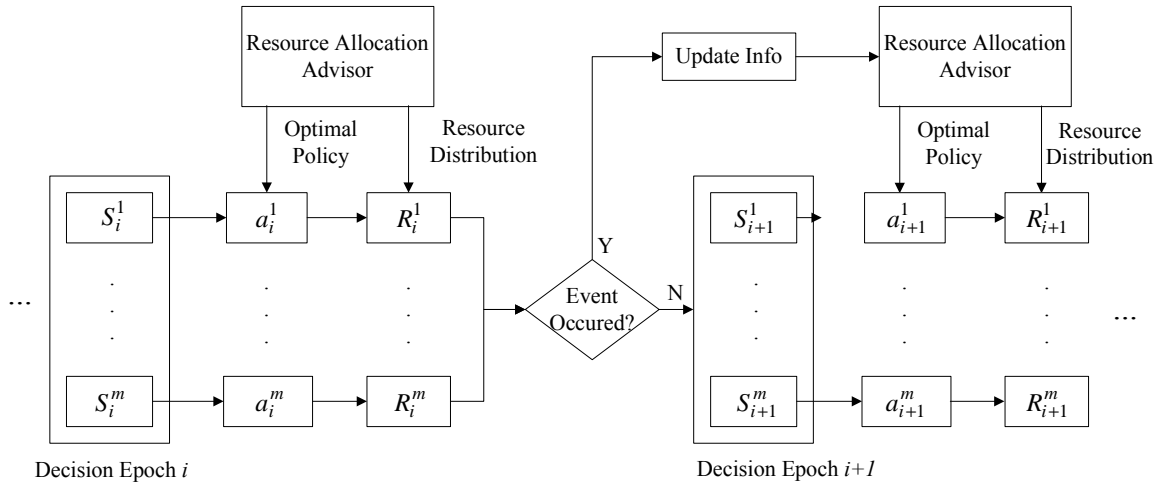 Resource Allocation
Advisor
Optimal
Policy
Resource
Distribution
Update Info
Resource Allocation
Advisor
Optimal
Policy
Resource
Distribution
S_i^1
a_i^1
R_i^1
Y
S_{i+1}^1
a_{i+1}^1
R_{i+1}^1
...
Event
Occured?
N
...
S_i^m
a_i^m
R_i^m
S_{i+1}^m
a_{i+1}^m
R_{i+1}^m
Decision Epoch i
Decision Epoch i+1